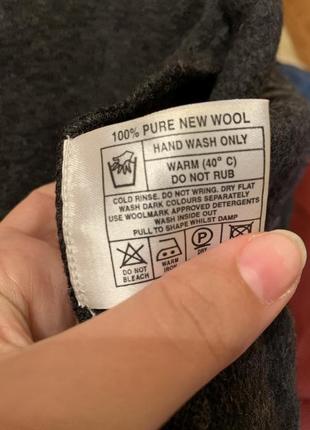 100% PURE NEW WOOL
HAND WASH ONLY
WARM (40° C)
DO NOT RUB
COLD RINSE. DO NOT WRING. DRY FLAT
WASH DARK COLOURS SEPARATELY
USE WOOLMARK APPROVED DETERGENTS
WASH INSIDE OUT
PULL TO SHAPE WHILST DAMP
P
DO NOT BLEACH
WARM IRON
DRY